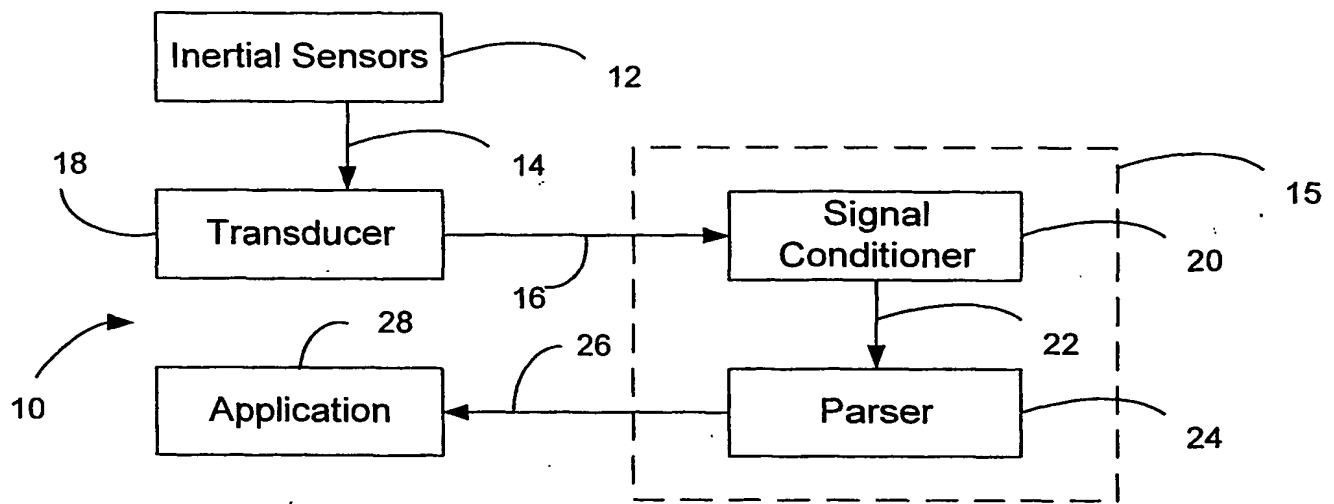 Inertial Sensors
12
14
18
Transducer
16
15
Signal
Conditioner
20
22
10
28
26
Application
Parser
24